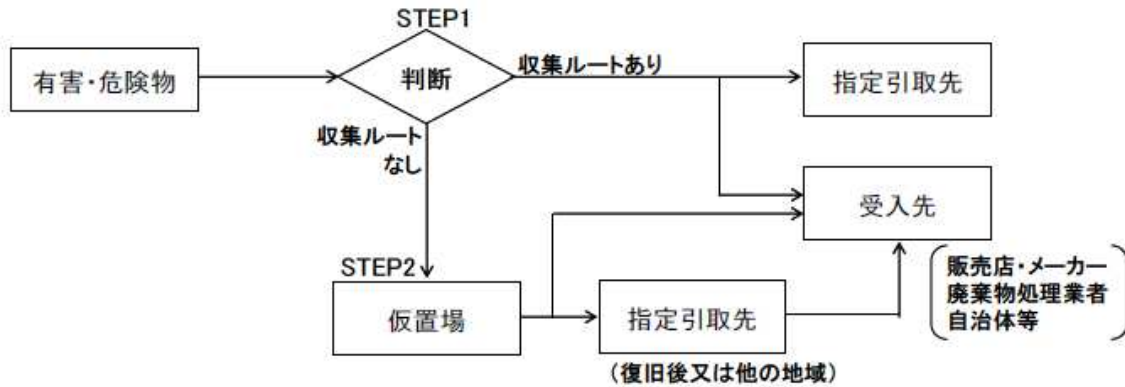 STEP1
有害・危険物
判断
収集ルートあり
指定引取先
収集ルート
なし
受入先
STEP2
仮置場
指定引取先
(復旧後又は他の地域)
販売店・メーカー
廃棄物処理業者
自治体等